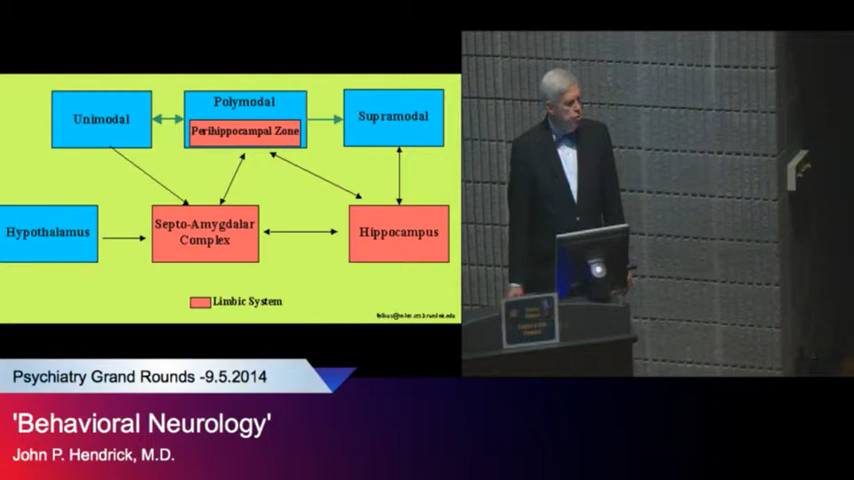 Unimodal
Polymodal
Perihippocampal Zone
Supramodal
Hypothalamus
Septo-Amygdalar
Complex
Hippocampus
Limbic System
Psychiatry Grand Rounds -9.5.2014
'Behavioral Neurology'
John P. Hendrick, M.D.